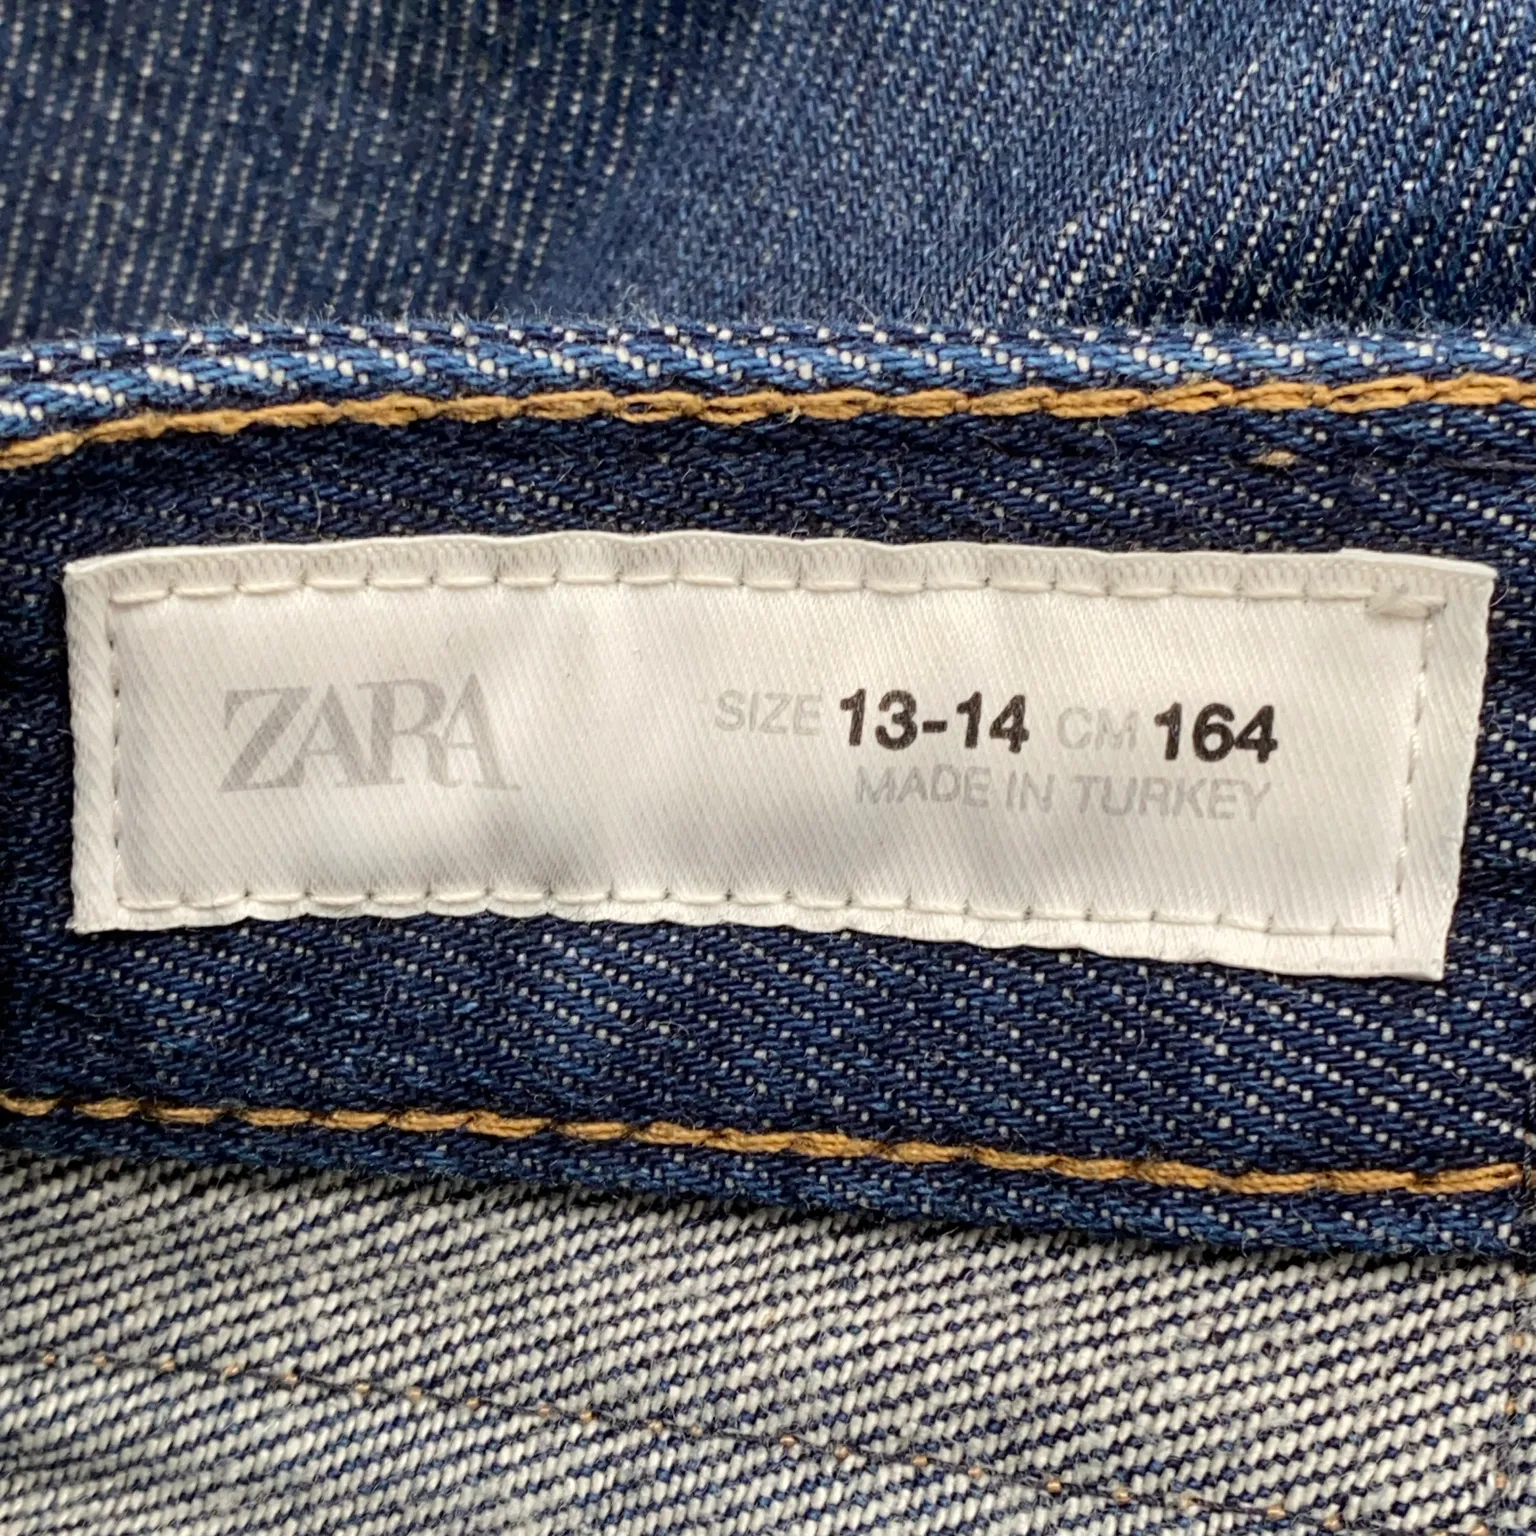 ZARA
SIZE 13-14 CM 164
MADE IN TURKEY